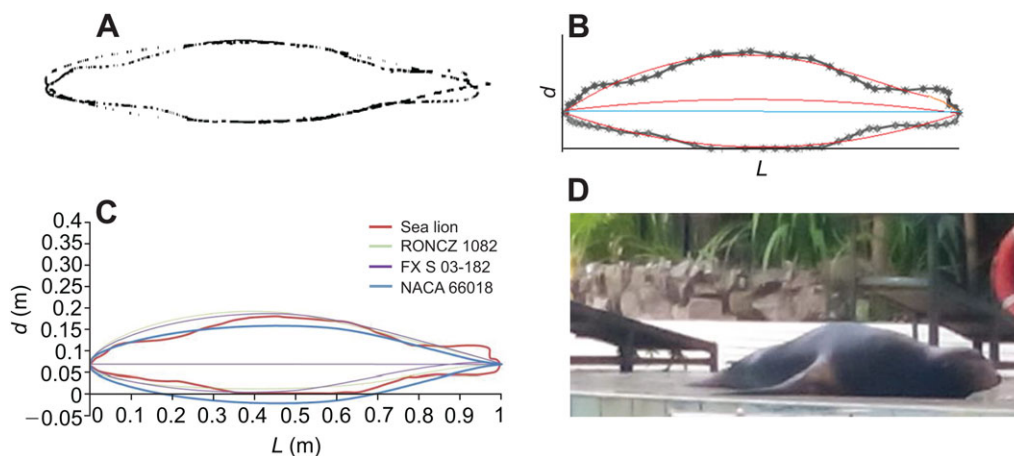 A
B
d
L
C
0.4
0.35
0.30
0.25
0.2
0.15
0.1
0.05
0
−0.05
d (m)
0.0 0.1 0.2 0.3 0.4 0.5 0.6 0.7 0.8 0.9 1
L (m)
Sea lion
RONCZ 1082
FX S 03-182
NACA 66018
D